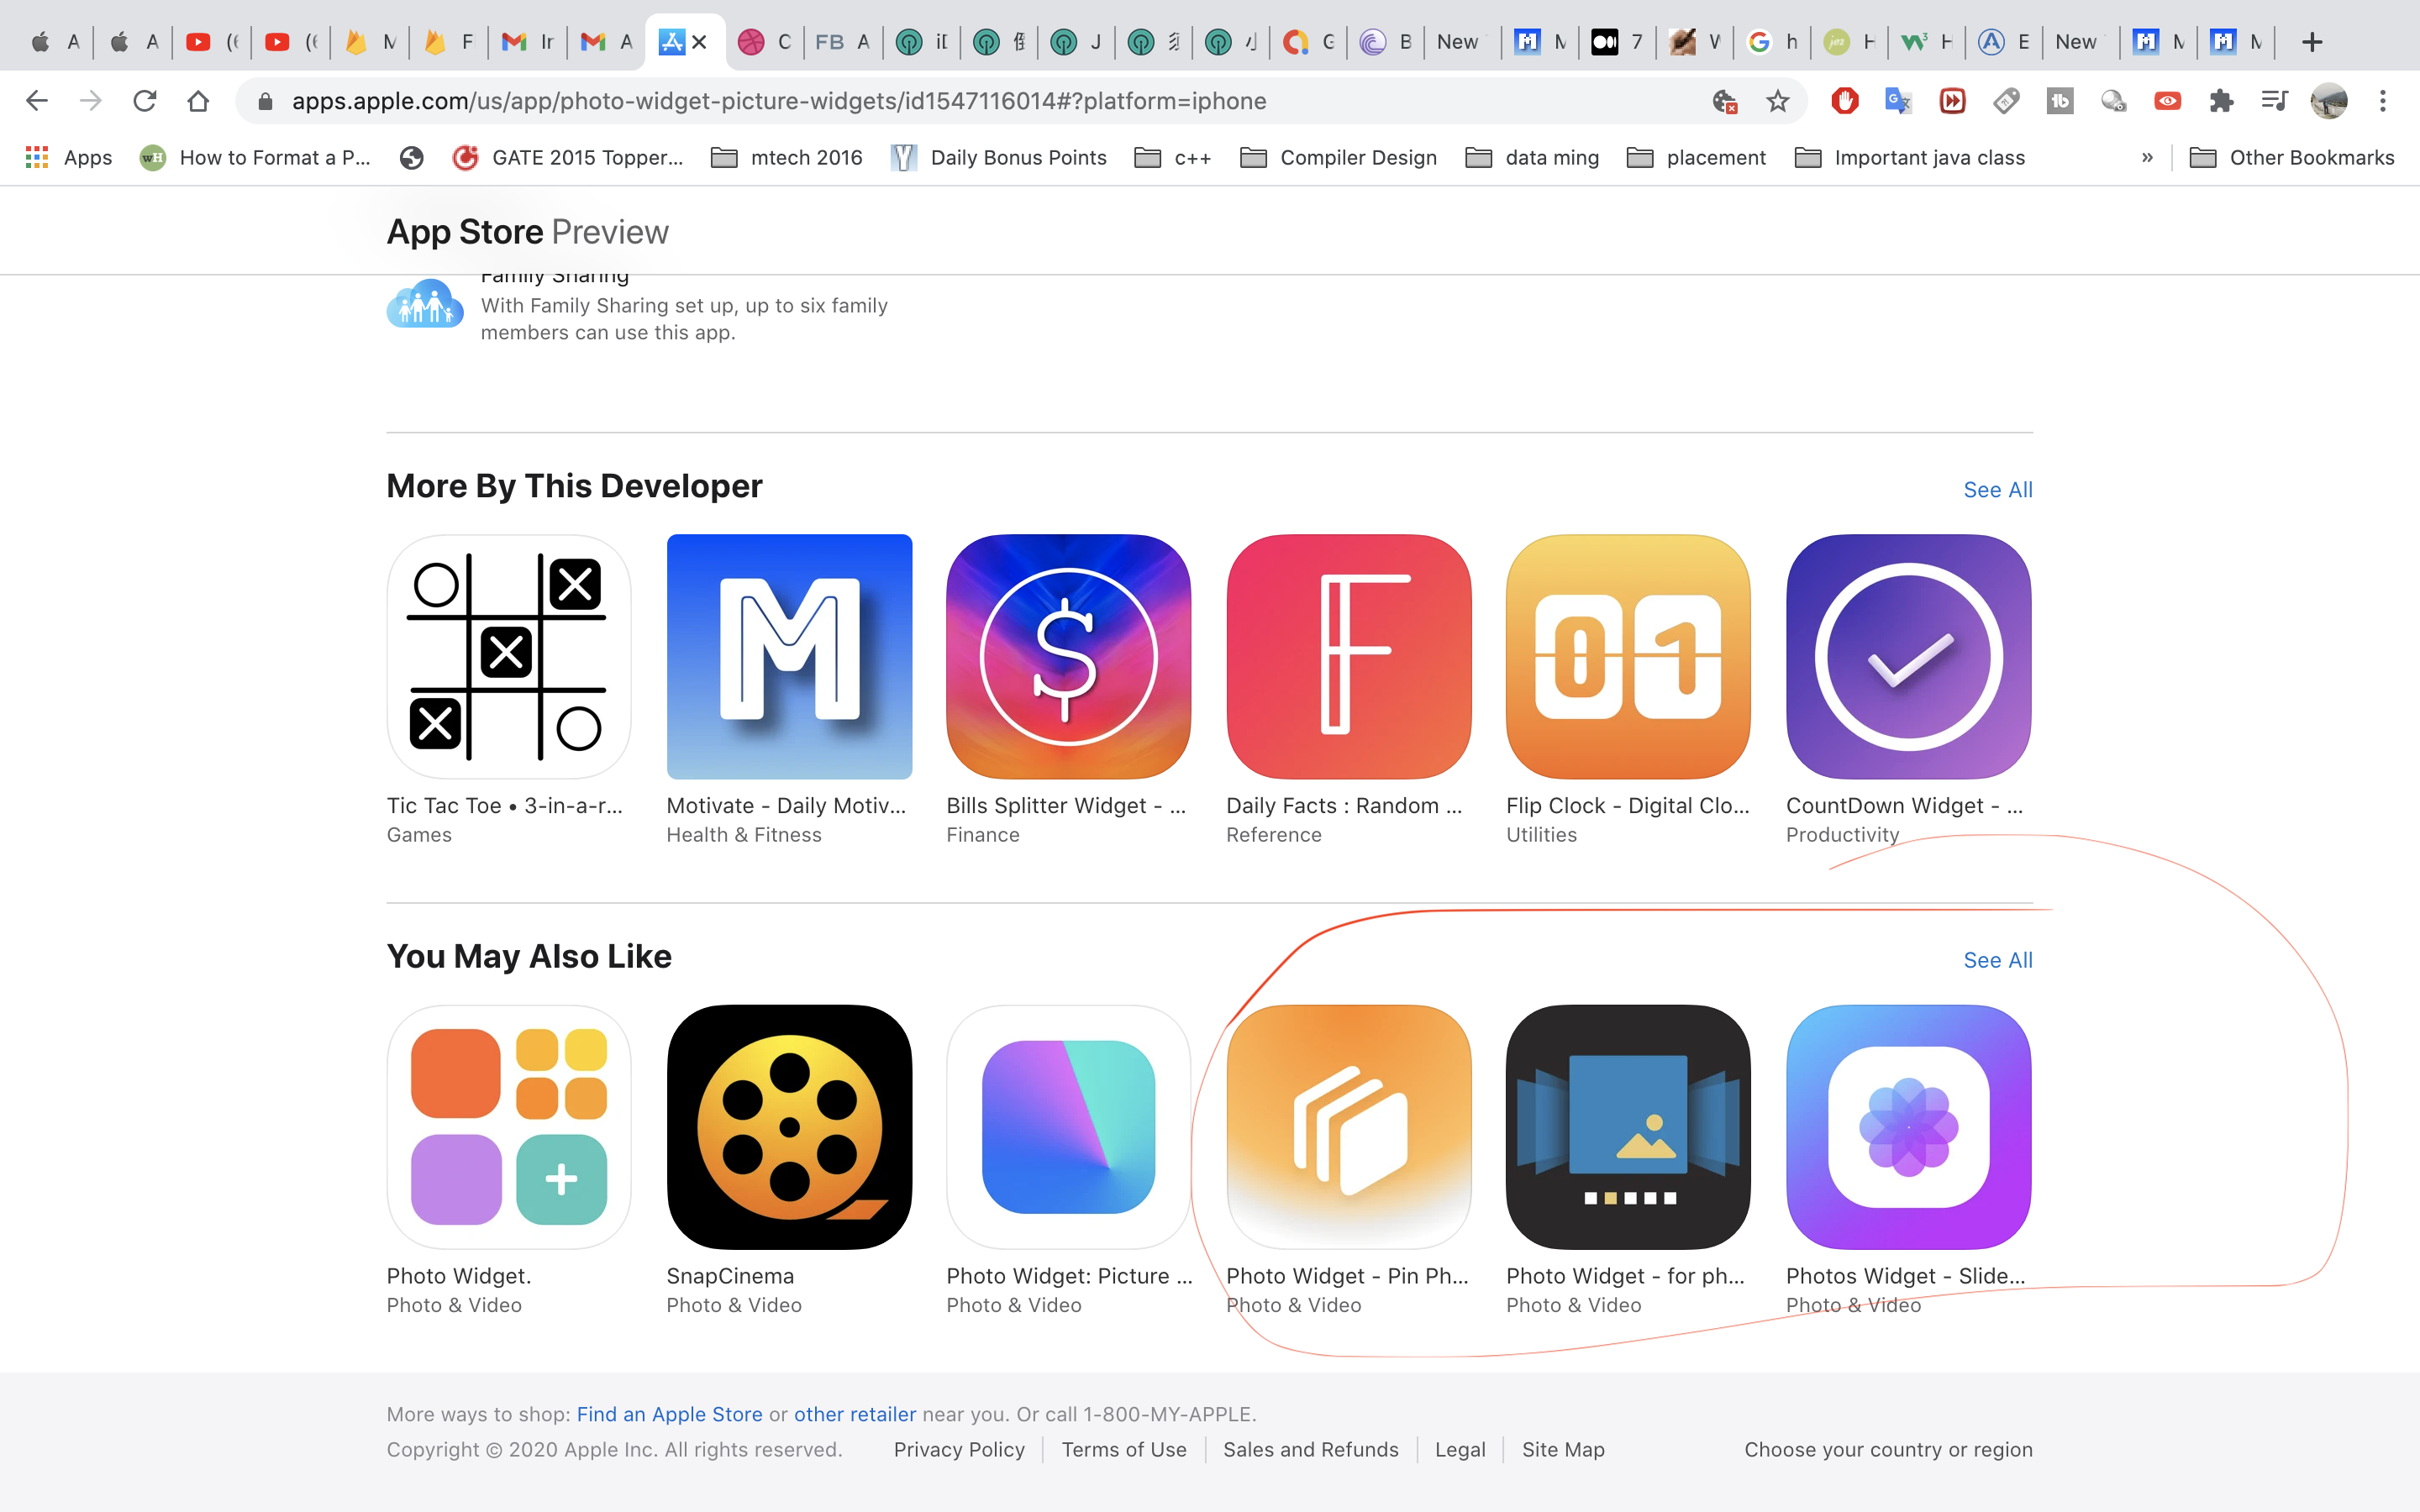 A A ( ( M F Ir A C FB A iD J G B New M 7 W h H H E New M M
apps.apple.com/us/app/photo-widget-picture-widgets/id1547116014#?platform=iphone
Apps How to Format a P... GATE 2015 Topper... mtech 2016 Daily Bonus Points c++ Compiler Design data ming placement Important java class » Other Bookmarks
App Store Preview
Family Sharing
With Family Sharing set up, up to six family
members can use this app.
More By This Developer See All
M $ F 01
Tic Tac Toe • 3-in-a-r... Motivate - Daily Motiv... Bills Splitter Widget - ... Daily Facts : Random ... Flip Clock - Digital Clo... CountDown Widget - ...
Games Health & Fitness Finance Reference Utilities Productivity
You May Also Like See All
Photo Widget. SnapCinema Photo Widget: Picture ... Photo Widget - Pin Ph... Photo Widget - for ph... Photos Widget - Slide...
Photo & Video Photo & Video Photo & Video Photo & Video Photo & Video Photo & Video
More ways to shop: Find an Apple Store or other retailer near you. Or call 1-800-MY-APPLE.
Copyright © 2020 Apple Inc. All rights reserved. Privacy Policy Terms of Use Sales and Refunds Legal Site Map Choose your country or region